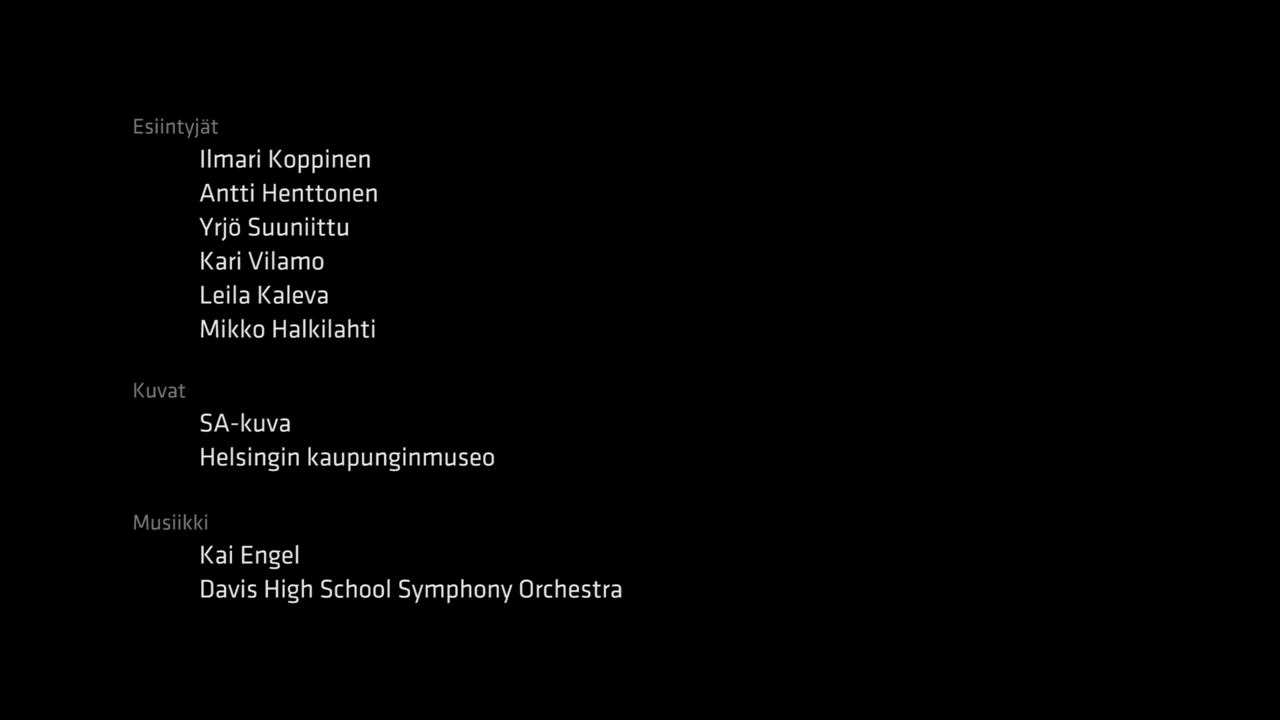 Esiintyjät
Ilmari Koppinen
Antti Henttonen
Yrjö Suuniittu
Kari Vilamo
Leila Kaleva
Mikko Halkilahti
Kuvat
SA-kuva
Helsingin kaupunginmuseo
Musiikki
Kai Engel
Davis High School Symphony Orchestra